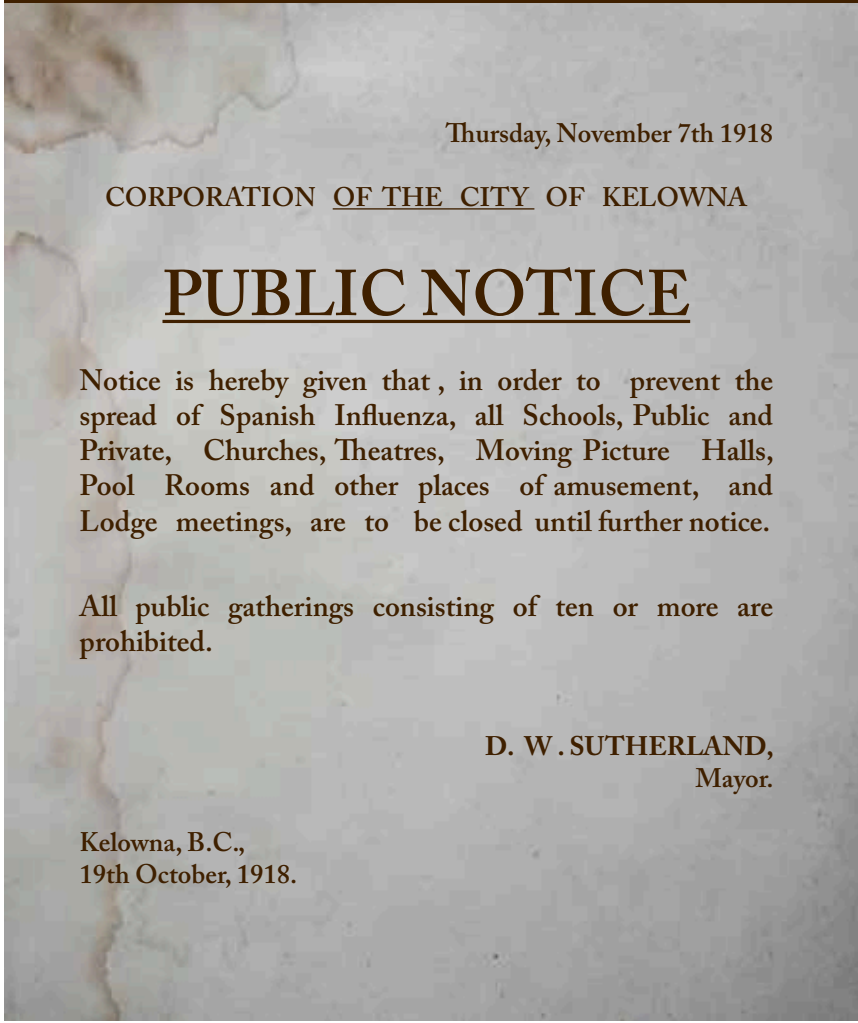 Thursday, November 7th 1918
CORPORATION OF THE CITY OF KELOWNA
PUBLIC NOTICE
Notice is hereby given that , in order to prevent the
spread of Spanish Influenza, all Schools, Public and
Private, Churches, Theatres, Moving Picture Halls,
Pool Rooms and other places of amusement, and
Lodge meetings, are to be closed until further notice.
All public gatherings consisting of ten or more are
prohibited.
D. W . SUTHERLAND,
Mayor.
Kelowna, B.C.,
19th October, 1918.